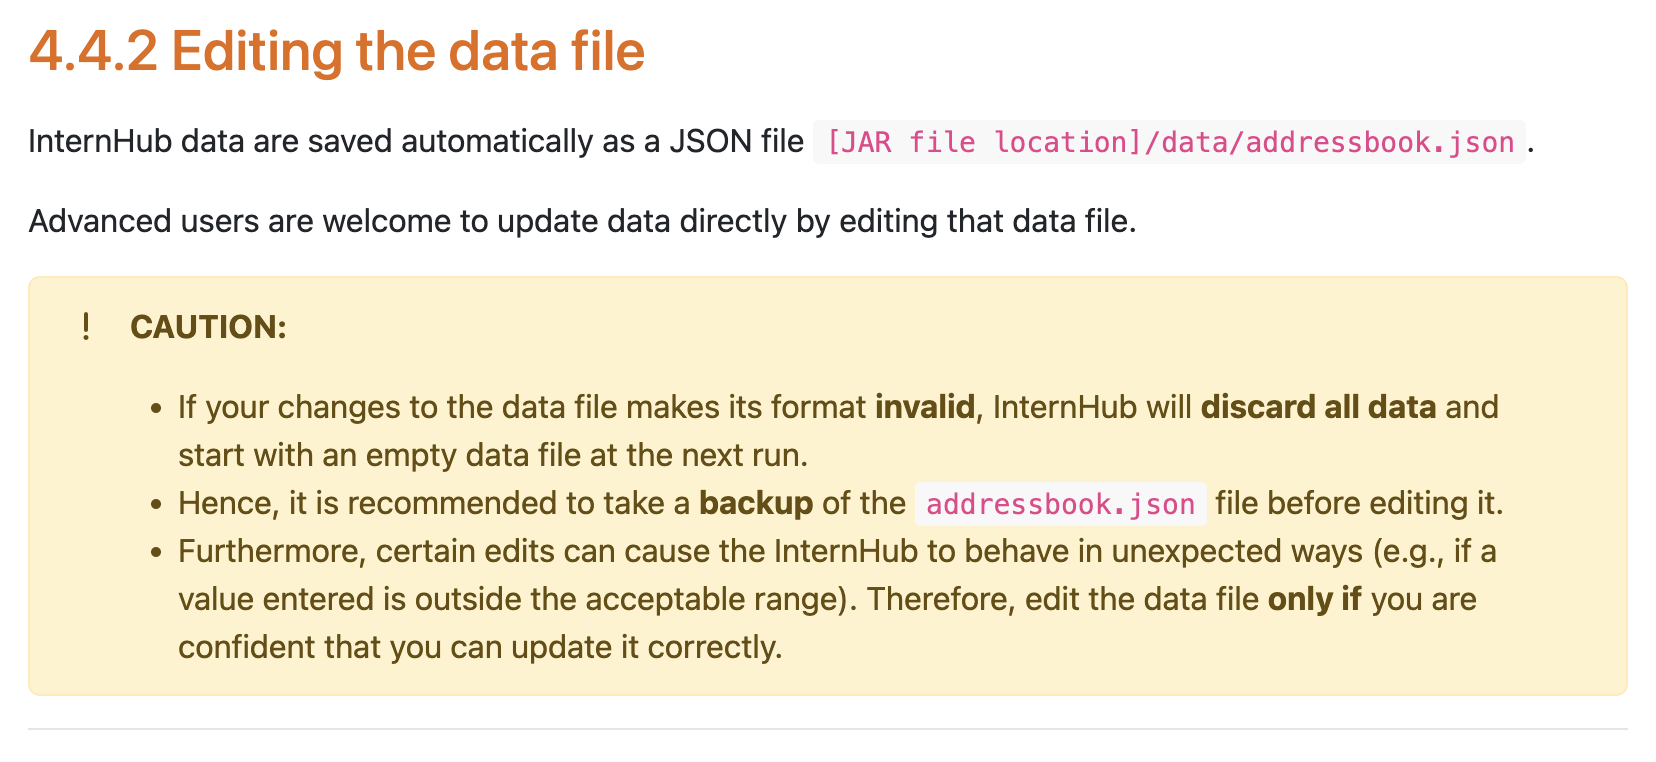 4.4.2 Editing the data file
InternHub data are saved automatically as a JSON file [JAR file location]/data/addressbook.json.
Advanced users are welcome to update data directly by editing that data file.
! CAUTION:
• If your changes to the data file makes its format invalid, InternHub will discard all data and
start with an empty data file at the next run.
• Hence, it is recommended to take a backup of the addressbook.json file before editing it.
• Furthermore, certain edits can cause the InternHub to behave in unexpected ways (e.g., if a
value entered is outside the acceptable range). Therefore, edit the data file only if you are
confident that you can update it correctly.